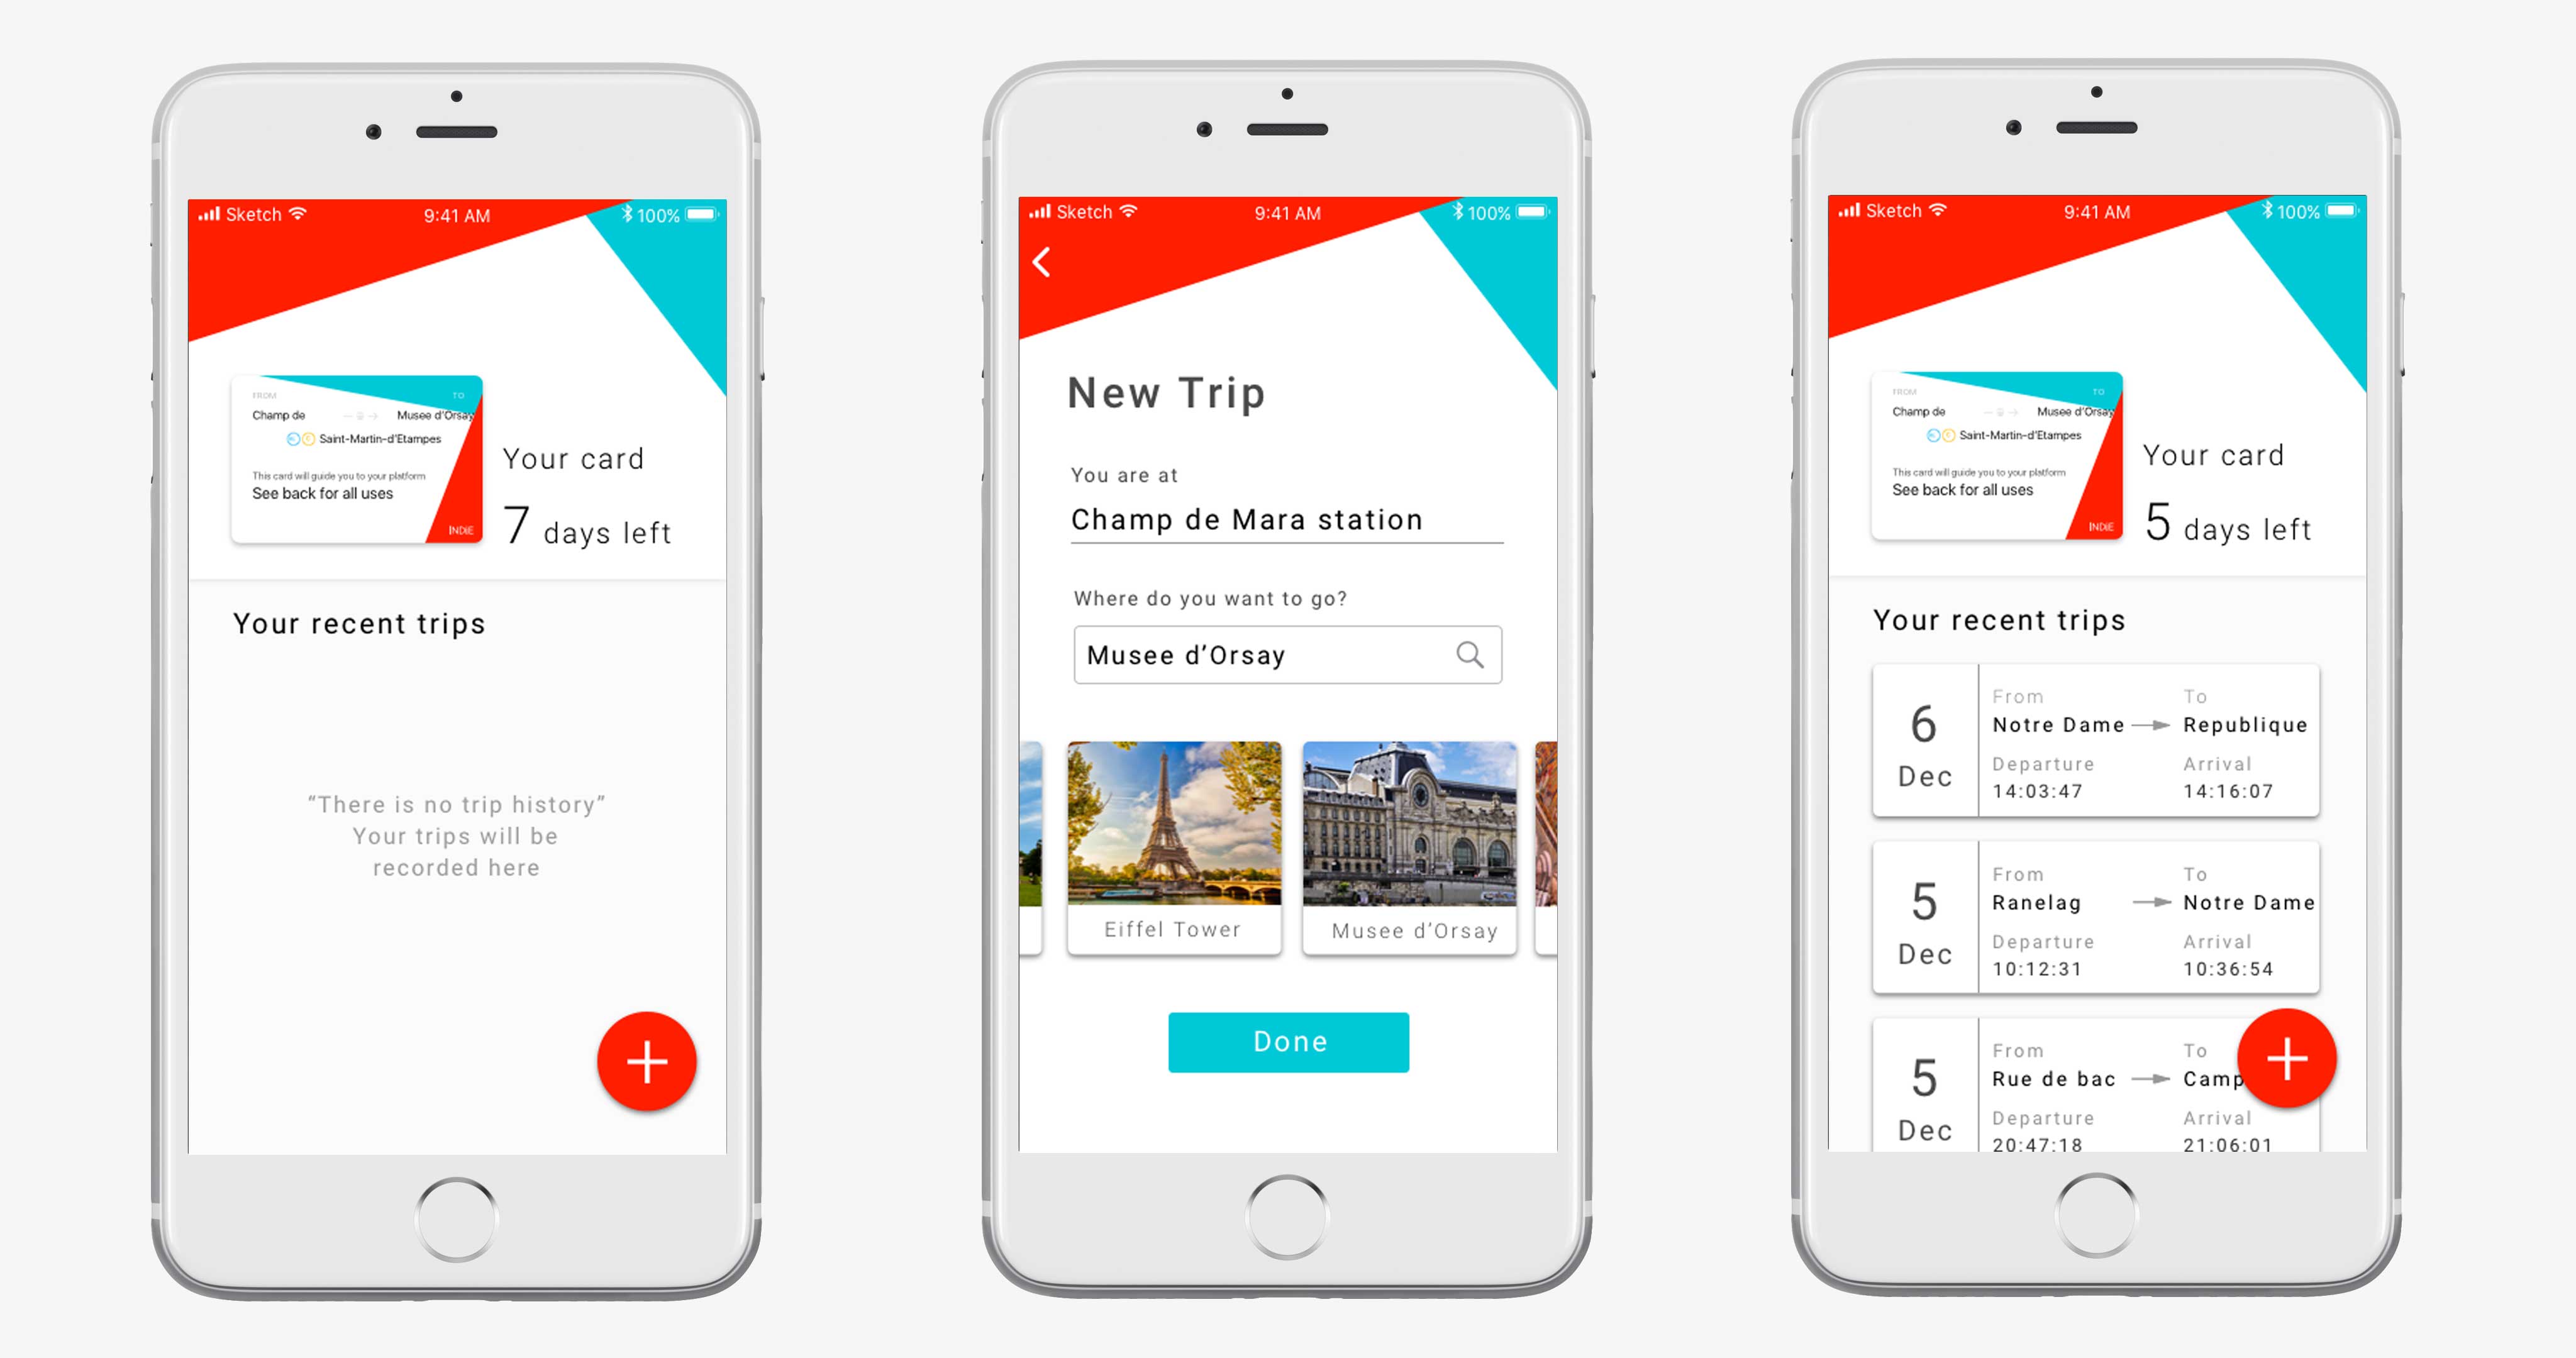 Sketch 9:41 AM 100%
FROM TO
Champ de Musee d'Orsay
Saint-Martin-d'Etampes
This card will guide you to your platform
See back for all uses
INDiE
Your card
7 days left
Your recent trips
“There is no trip history”
Your trips will be
recorded here
Sketch 9:41 AM 100%
New Trip
You are at
Champ de Mara station
Where do you want to go?
Musee d’Orsay
Eiffel Tower
Musee d’Orsay
Done
Sketch 9:41 AM 100%
FROM TO
Champ de Musee d'Orsay
Saint-Martin-d'Etampes
This card will guide you to your platform
See back for all uses
INDiE
Your card
5 days left
Your recent trips
6
Dec
From To
Notre Dame Republique
Departure Arrival
14:03:47 14:16:07
5
Dec
From To
Ranelag Notre Dame
Departure Arrival
10:12:31 10:36:54
5
Dec
From To
Rue de bac Camp
Departure Arrival
20:47:18 21:06:01